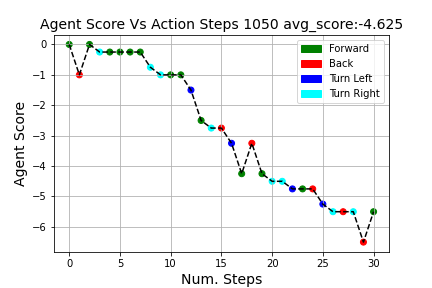 Agent Score Vs Action Steps 1050 avg_score:-4.625
Forward
Back
Turn Left
Turn Right
Agent Score
0
−1
−2
−3
−4
−5
−6
0 5 10 15 20 25 30
Num. Steps